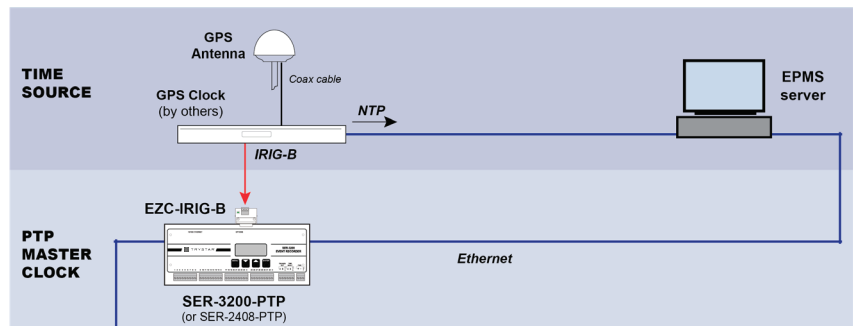 GPS
Antenna
TIME
SOURCE
Coax cable
GPS Clock
(by others)
NTP
EPMS
server
IRIG-B
EZC-IRIG-B
PTP
MASTER
CLOCK
TRYSTAR
Ethernet
SER-3200-PTP
(or SER-2408-PTP)